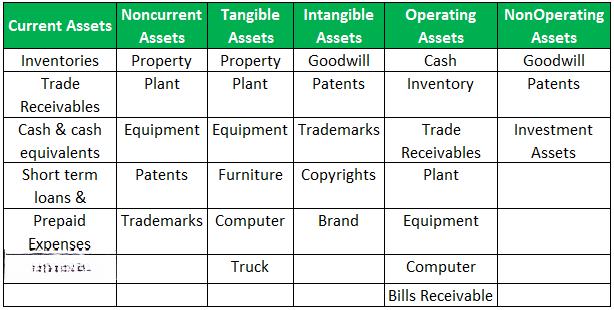 Current Assets
Noncurrent
Assets
Tangible
Assets
Intangible
Assets
Operating
Assets
NonOperating
Assets
Inventories
Property
Property
Goodwill
Cash
Goodwill
Trade
Receivables
Plant
Plant
Patents
Inventory
Patents
Cash & cash
equivalents
Equipment
Equipment
Trademarks
Trade
Receivables
Investment
Assets
Short term
loans &
Patents
Furniture
Copyrights
Plant
Prepaid
Expenses
Trademarks
Computer
Brand
Equipment
Truck
Computer
Bills Receivable